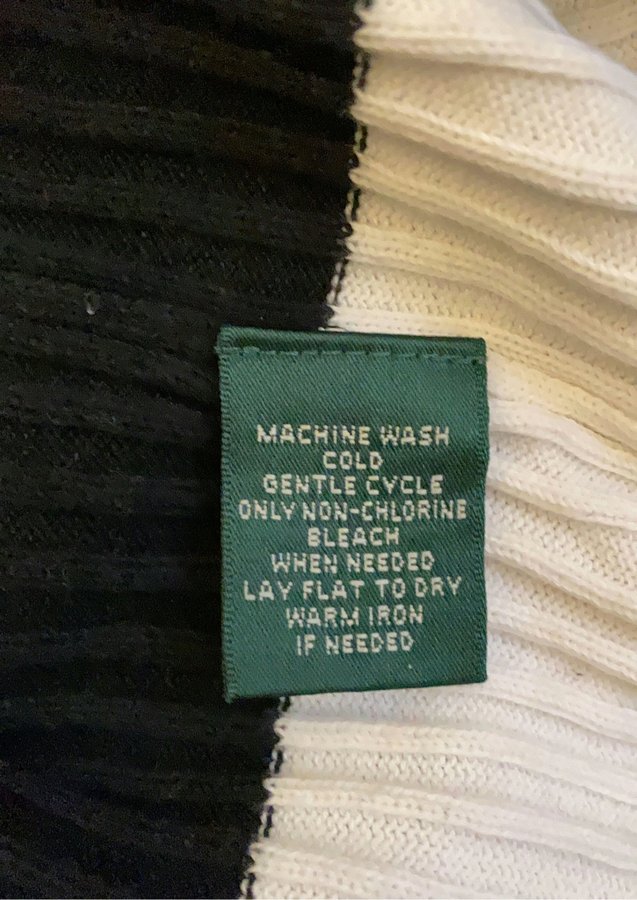 MACHINE WASH
COLD
GENTLE CYCLE
ONLY NON-CHLORINE
BLEACH
WHEN NEEDED
LAY FLAT TO DRY
WARM IRON
IF NEEDED